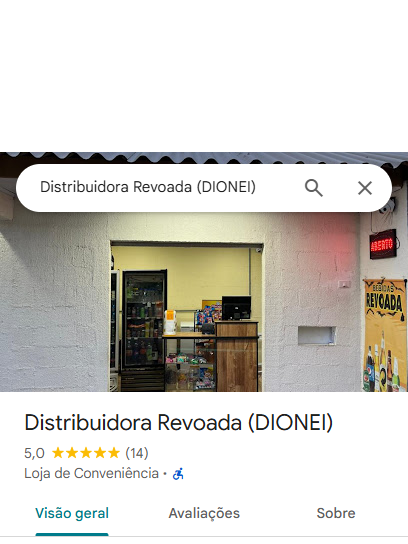 Distribuidora Revoada (DIONEI)
ABERTO
BEBIDAS
REVOADA
Distribuidora Revoada (DIONEI)
5,0 ★★★★★ (14)
Loja de Conveniência ·
Visão geral
Avaliações
Sobre